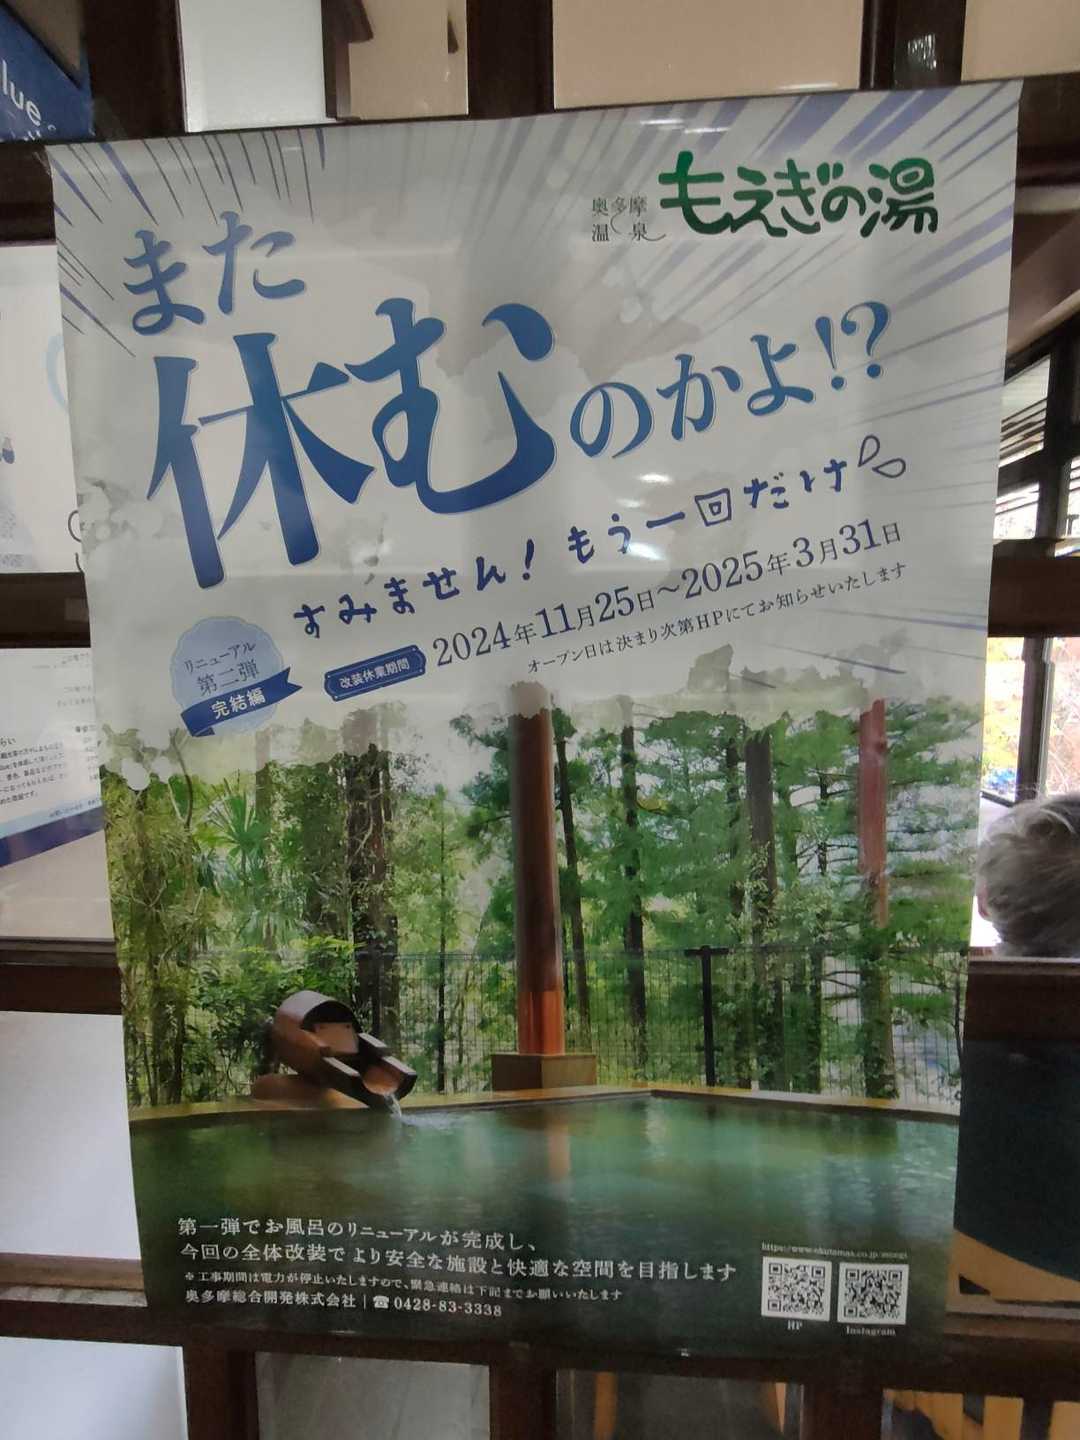 lue
奥多摩
温泉
もえぎの湯
また
休むのかよ!?
すみません! もう一回だけ
リニューアル
第二弾
完結編
改装休業期間
2024年11月25日〜2025年3月31日
オープン日は決まり次第HPにてお知らせいたします
第一弾でお風呂のリニューアルが完成し、
今回の全体改装でより安全な施設と快適な空間を目指します
※工事期間は電力が停止いたしますので、緊急連絡は下記までお願いいたします
奥多摩総合開発株式会社 | ☎ 0428-83-3338
https://www.okutamas.co.jp/moegi
HP
Instagram